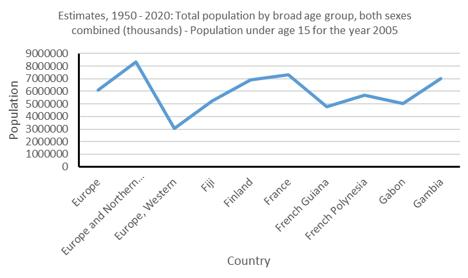 Estimates, 1950 - 2020: Total population by broad age group, both sexes
combined (thousands) - Population under age 15 for the year 2005
9000000
8000000
7000000
6000000
5000000
4000000
3000000
2000000
1000000
0
Population
Europe
Europe and Northern...
Europe, Western
Fiji
Finland
France
French Guiana
French Polynesia
Gabon
Gambia
Country